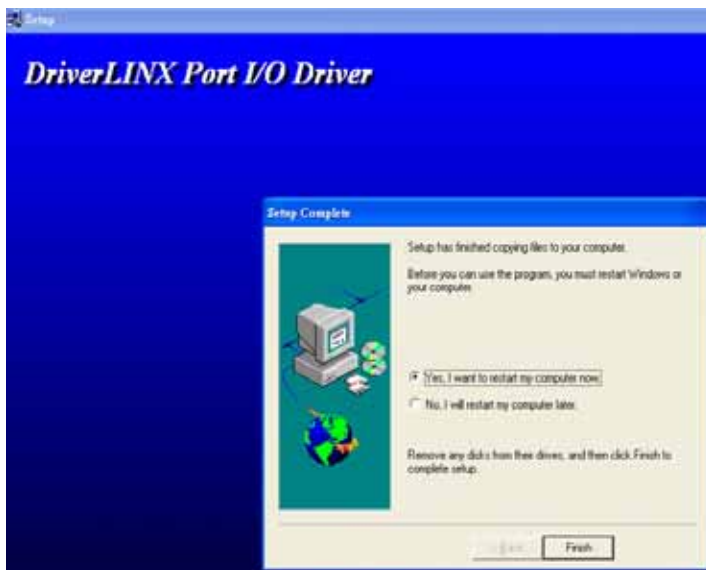 Setup
DriverLINX Port I/O Driver
Setup Complete
Setup has finished copying files to your computer.
Before you can use the program, you must restart Windows or
your computer.
Yes, I want to restart my computer now.
No, I will restart my computer later.
Remove any disks from their drives, and then click Finish to
complete setup.
Finish